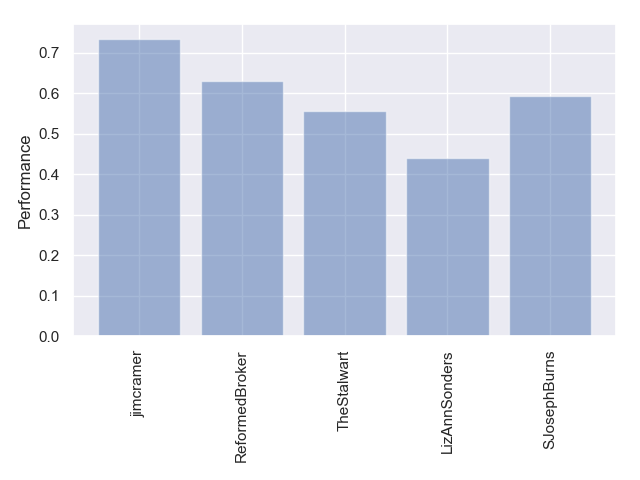 0.7
0.6
0.5
0.4
0.3
0.2
0.1
0.0
Performance
jimcramer
ReformedBroker
TheStalwart
LizAnnSonders
SJosephBurns